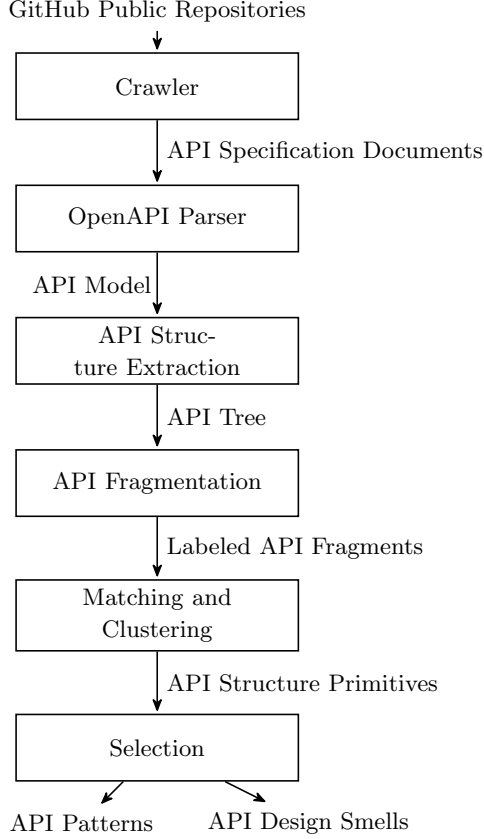 GitHub Public Repositories
Crawler
API Specification Documents
OpenAPI Parser
API Model
API Struc-
ture Extraction
API Tree
API Fragmentation
Labeled API Fragments
Matching and
Clustering
API Structure Primitives
Selection
API Patterns
API Design Smells